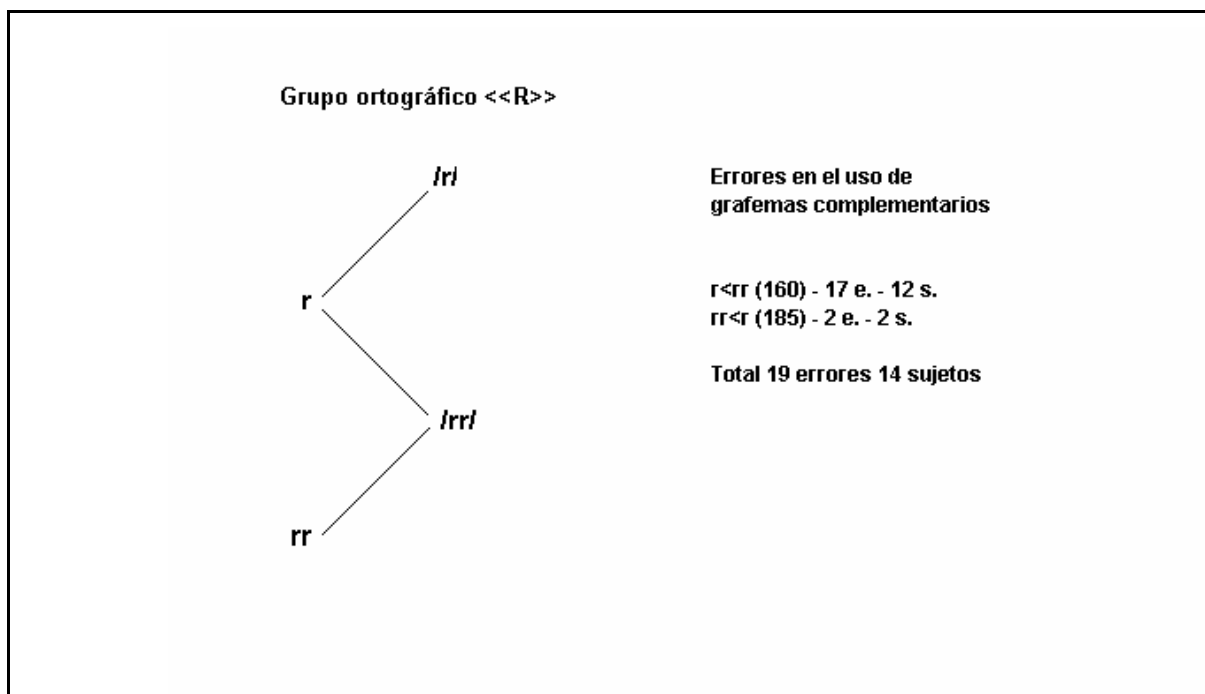 Grupo ortográfico <<R>>
/r/
Errores en el uso de
grafemas complementarios
r
r<rr (160) - 17 e. - 12 s.
rr<r (185) - 2 e. - 2 s.
Total 19 errores 14 sujetos
/rr/
rr